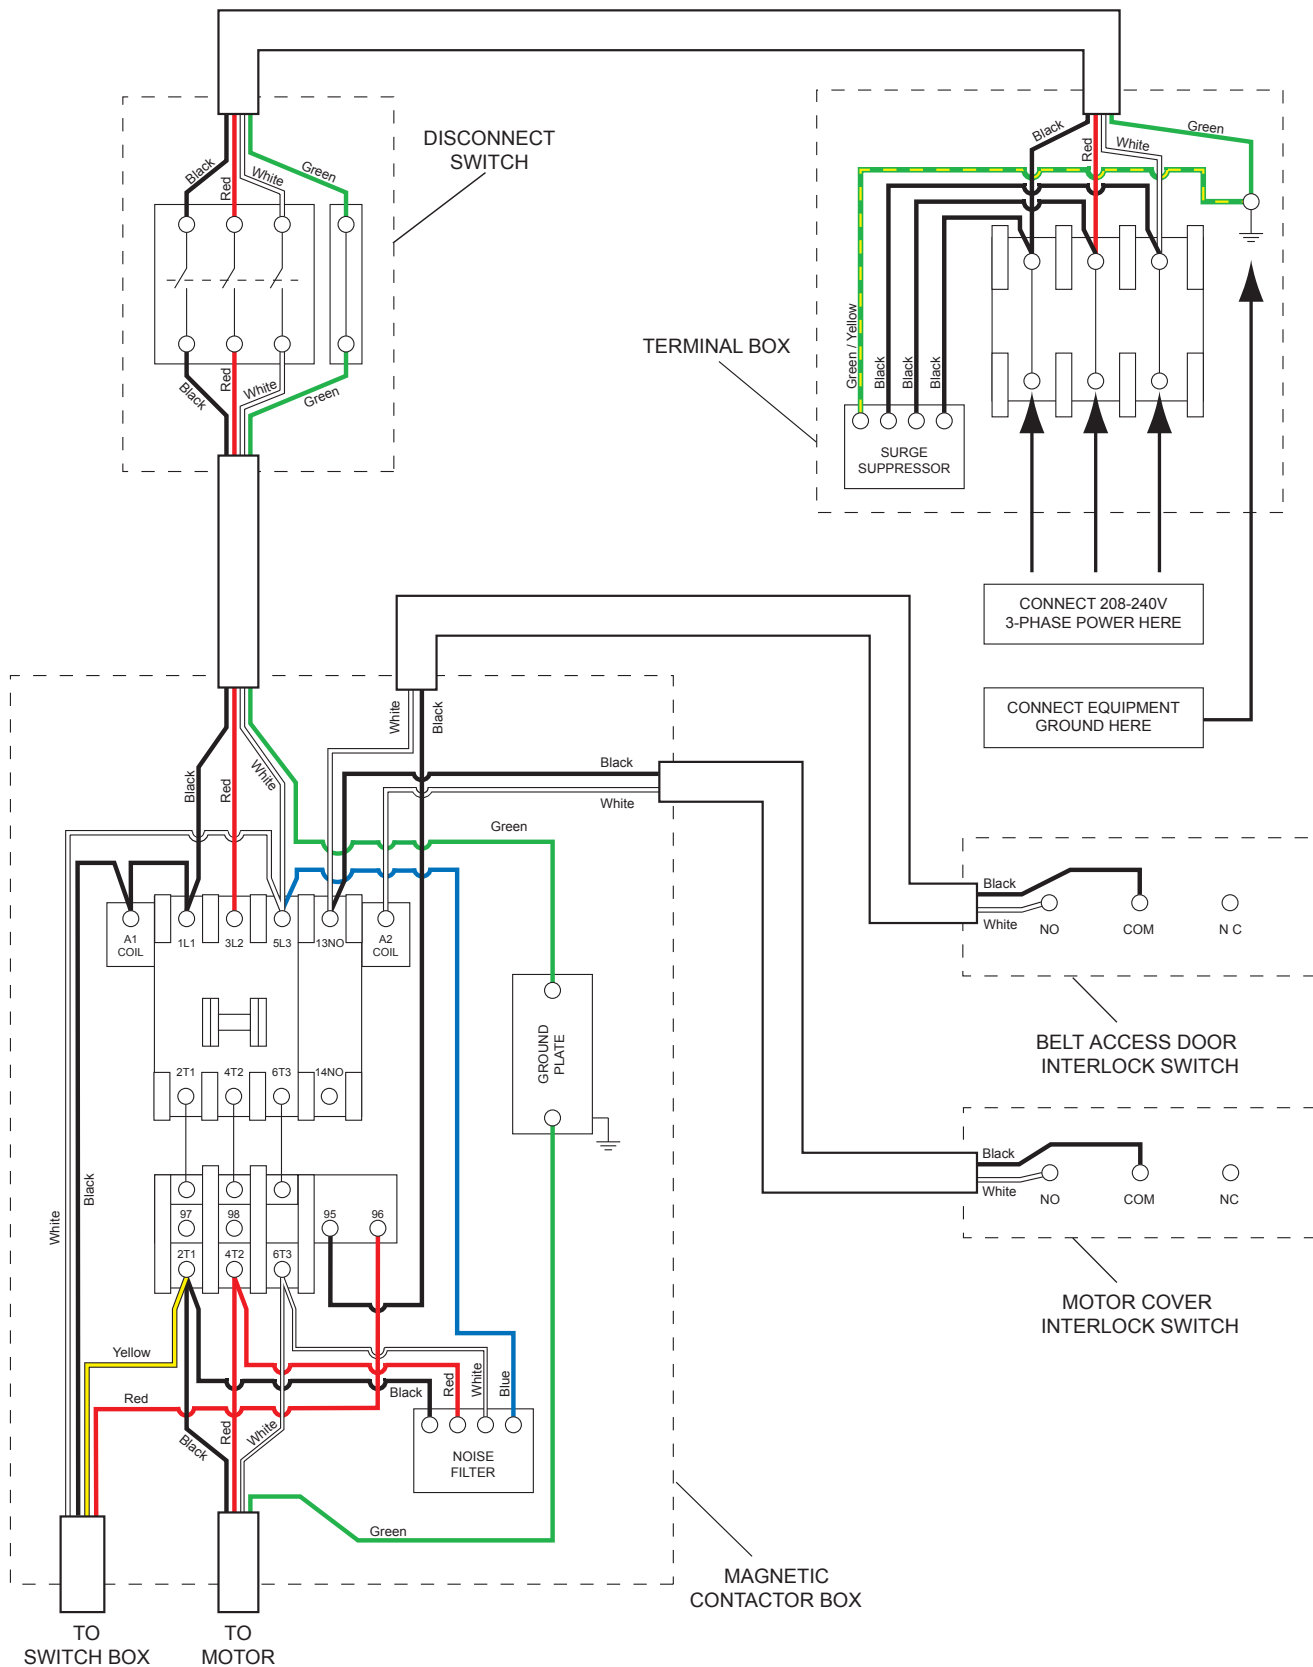 DISCONNECT
SWITCH
Black
Red
White
Green
Black
Red
White
Green
TERMINAL BOX
Black
Red
White
Green
Green / Yellow
Black
Black
Black
SURGE
SUPPRESSOR
CONNECT 208-240V
3-PHASE POWER HERE
CONNECT EQUIPMENT
GROUND HERE
White
Black
Black
Red
White
Black
White
Green
A1
COIL
1L1
3L2
5L3
13NO
A2
COIL
2T1
4T2
6T3
14NO
GROUND
PLATE
Black
White
NO
COM
N C
BELT ACCESS DOOR
INTERLOCK SWITCH
Black
White
NO
COM
NC
MOTOR COVER
INTERLOCK SWITCH
White
Black
97
98
95
96
2T1
4T2
6T3
Yellow
Red
Black
Red
White
Blue
Black
Red
White
NOISE
FILTER
Green
MAGNETIC
CONTACTOR BOX
TO
SWITCH BOX
TO
MOTOR